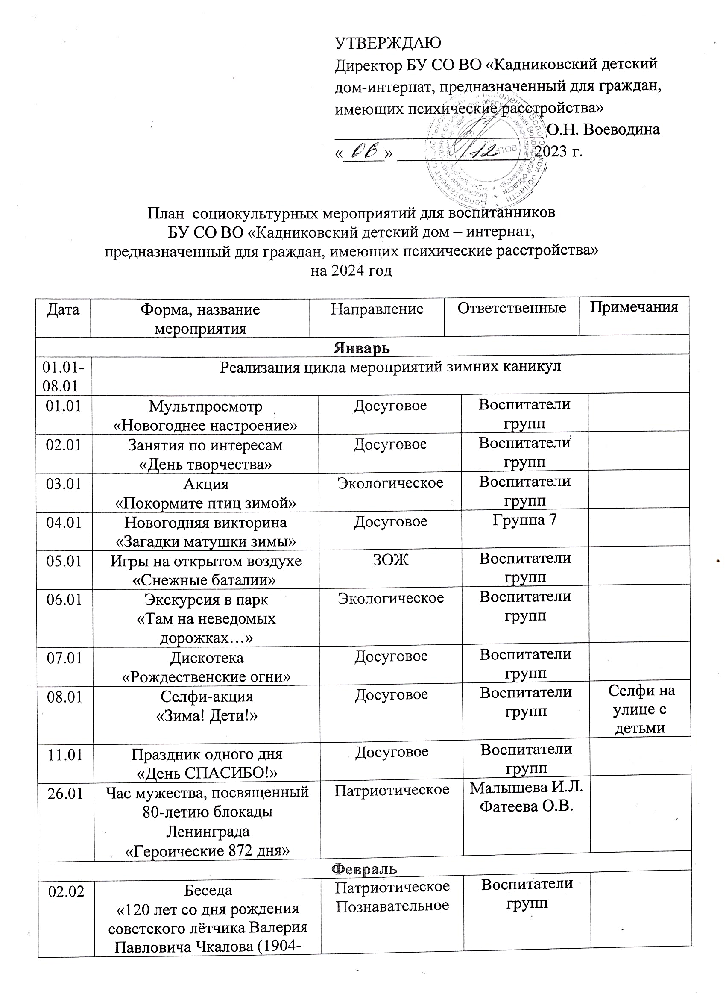 УТВЕРЖДАЮ
Директор БУ СО ВО «Кадниковский детский
дом-интернат, предназначенный для граждан,
имеющих психические расстройства»
О.Н. Воеводина
« 06 » 12 2023 г.
План социокультурных мероприятий для воспитанников
БУ СО ВО «Кадниковский детский дом – интернат,
предназначенный для граждан, имеющих психические расстройства»
на 2024 год
Дата Форма, название Направление Ответственные Примечания
мероприятия
Январь
01.01- Реализация цикла мероприятий зимних каникул
08.01
01.01 Мультпросмотр Досуговое Воспитатели
«Новогоднее настроение» групп
02.01 Занятия по интересам Досуговое Воспитатели
«День творчества» групп
03.01 Акция Экологическое Воспитатели
«Покормите птиц зимой» групп
04.01 Новогодняя викторина Досуговое Группа 7
«Загадки матушки зимы»
05.01 Игры на открытом воздухе ЗОЖ Воспитатели
«Снежные баталии» групп
06.01 Экскурсия в парк Экологическое Воспитатели
«Там на неведомых групп
дорожках…»
07.01 Дискотека Досуговое Воспитатели
«Рождественские огни» групп
08.01 Селфи-акция Досуговое Воспитатели Селфи на
«Зима! Дети!» групп улице с
детьми
11.01 Праздник одного дня Досуговое Воспитатели
«День СПАСИБО!» групп
26.01 Час мужества, посвященный Патриотическое Малышева И.Л.
80-летию блокады Фатеева О.В.
Ленинграда
«Героические 872 дня»
Февраль
02.02 Беседа Патриотическое Воспитатели
«120 лет со дня рождения Познавательное групп
советского лётчика Валерия
Павловича Чкалова (1904-